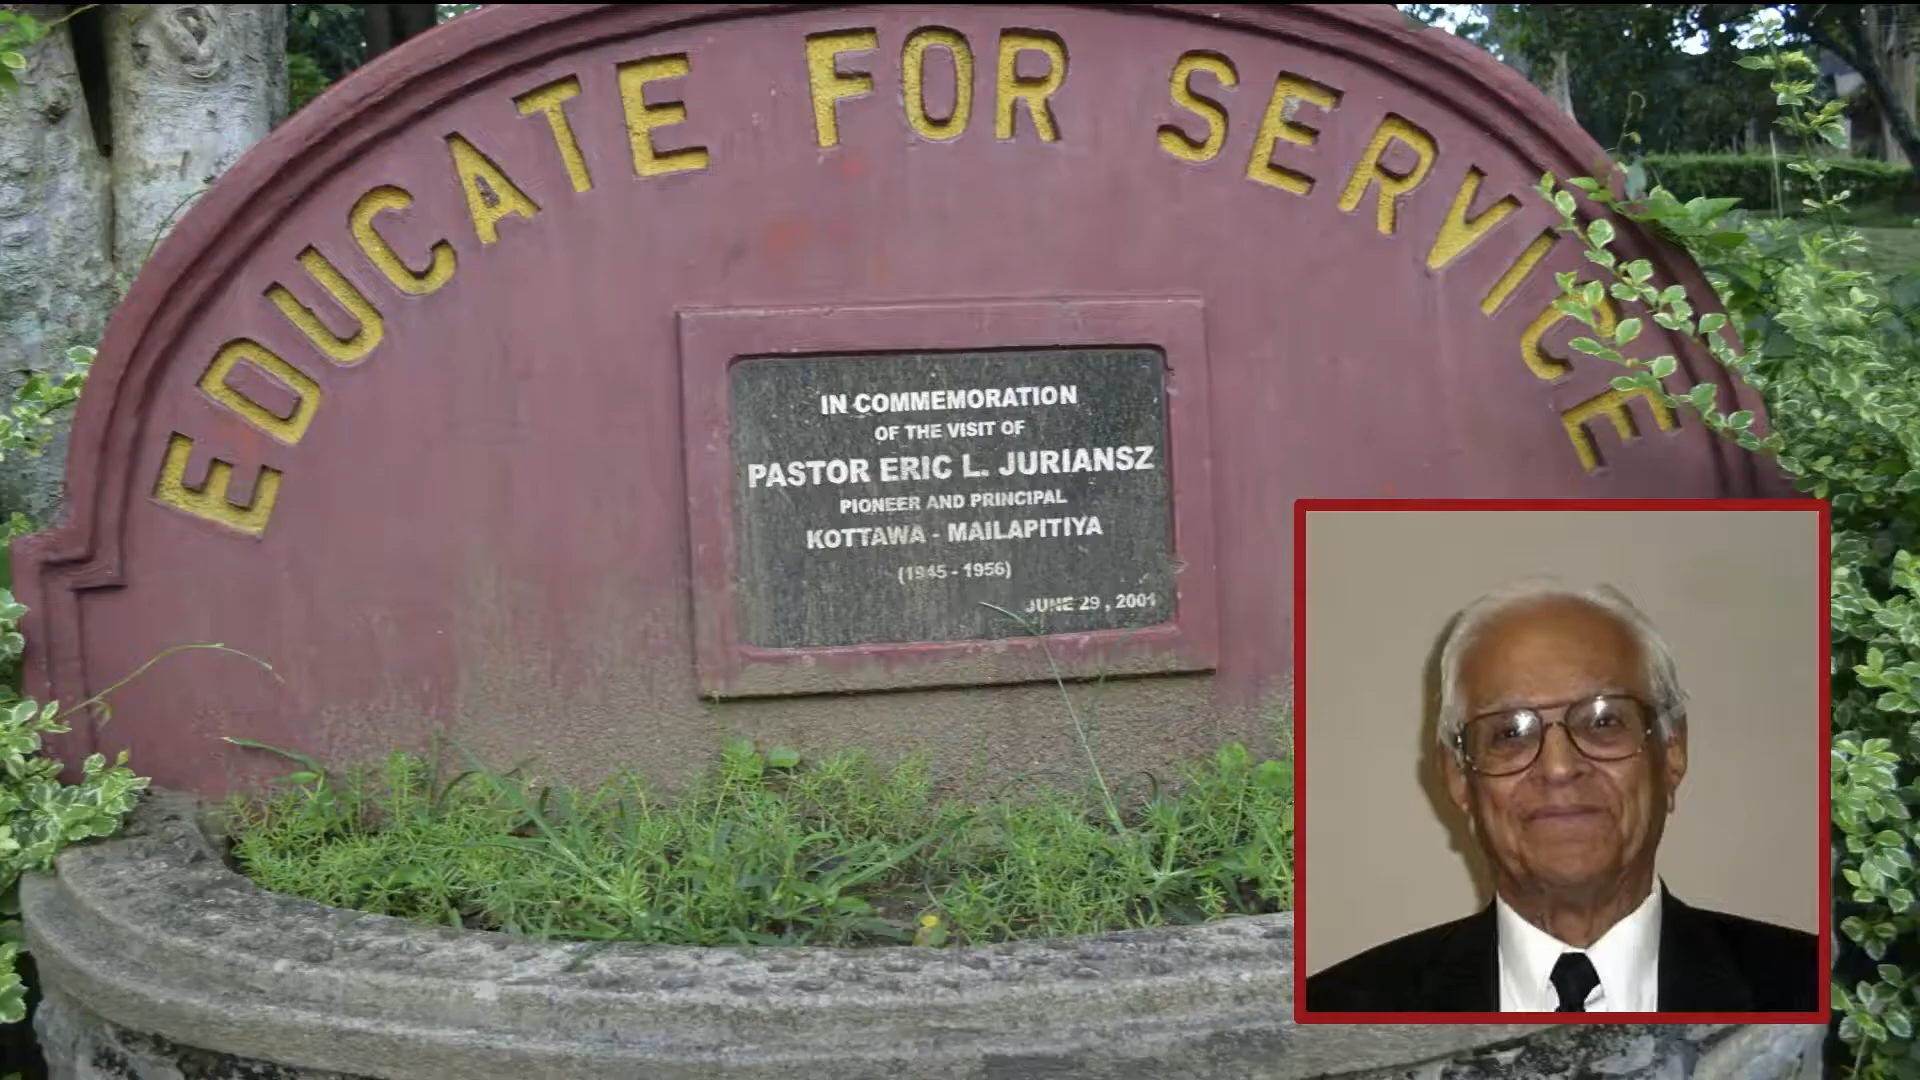 EDUCATE FOR SERVICE
IN COMMEMORATION
OF THE VISIT OF
PASTOR ERIC L. JURIANSZ
PIONEER AND PRINCIPAL
KOTTAWA - MAILAPITIYA
(1945 - 1956)
JUNE 29, 2001